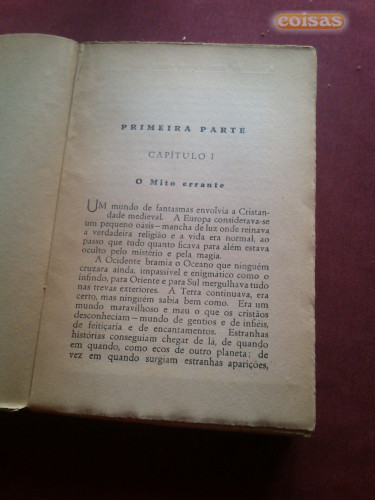 coisas
PRIMEIRA PARTE
CAPÍTULO I
O Mito errante
UM mundo de fantasmas envolvia a Cristan-
dade medieval. A Europa considerava-se
um pequeno oásis—mancha de luz onde reinava
a verdadeira religião e a vida era normal, ao
passo que tudo quanto ficava para além estava
oculto pelo mistério e pela magia.
A Ocidente bramia o Oceano que ninguém
cruzara ainda, impassível e enigmático como o
infindo, para Oriente e para Sul mergulhava tudo
nas trevas exteriores. A Terra continuava, era
certo, mas ninguém sabia bem como. Era um
mundo maravilhoso e mau o que os cristãos
desconheciam—mundo de gentios e de infiéis,
de feitiçaria e de encantamentos. Estranhas
histórias conseguiam chegar de lá, de quando
em quando, como ecos de outro planeta; de
vez em quando surgiam estranhas aparições,